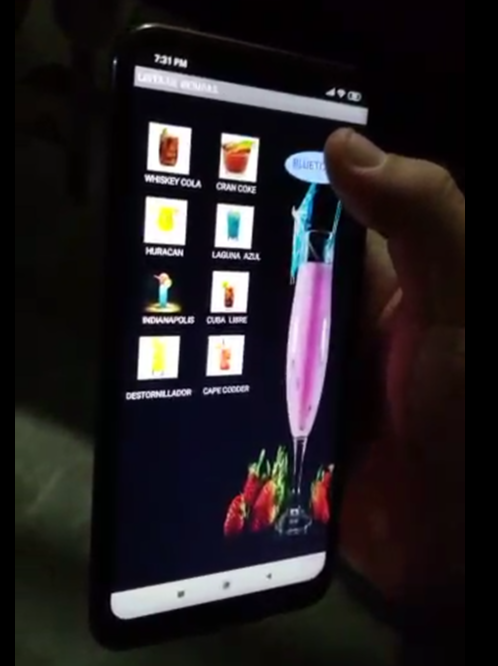 7:31 PM
WHISKEY COLA
CRAN COKE
HURACAN
LAGUNA AZUL
INDIANAPOLIS
CUBA LIBRE
DESTORNILLADOR
CAPE CODDER